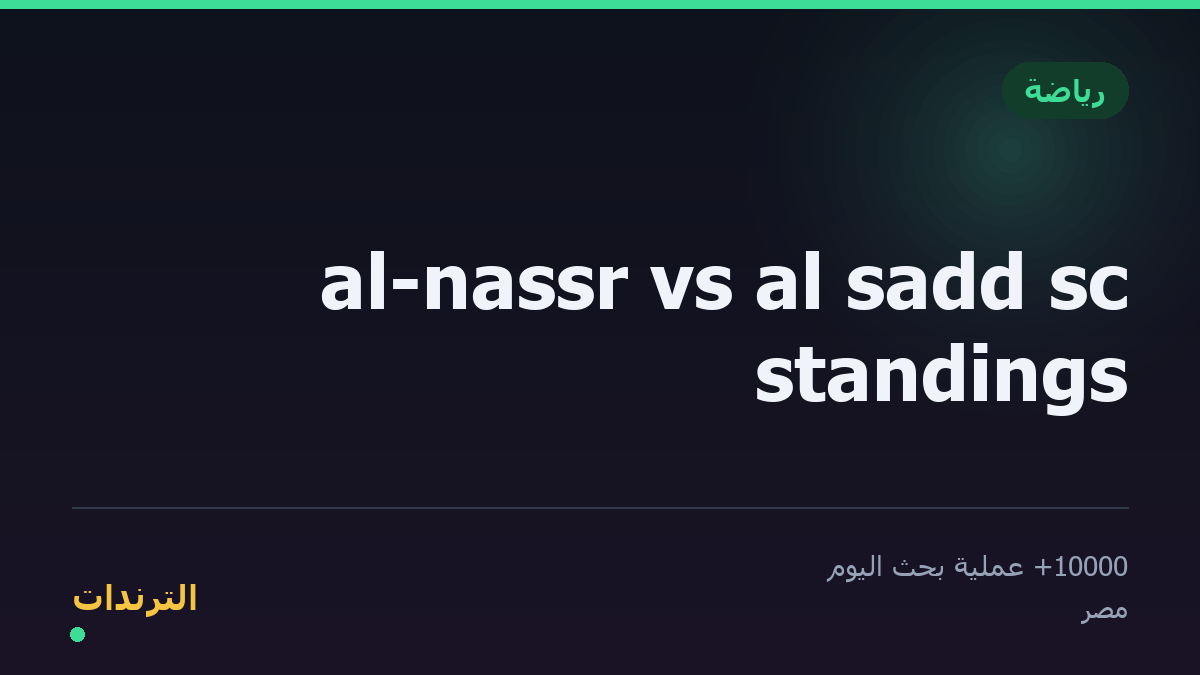 رياضة
al-nassr vs al sadd sc
standings
10000+ عملية بحث اليوم
مصر
الترندات